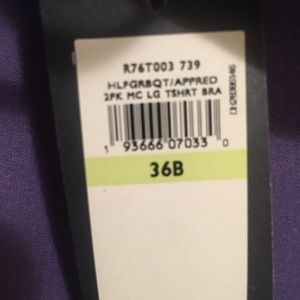 R76T003 739
HLFGRBQT/APPRED
2PK MC LG TSHRT BRA
1 93666 07033 0
36B